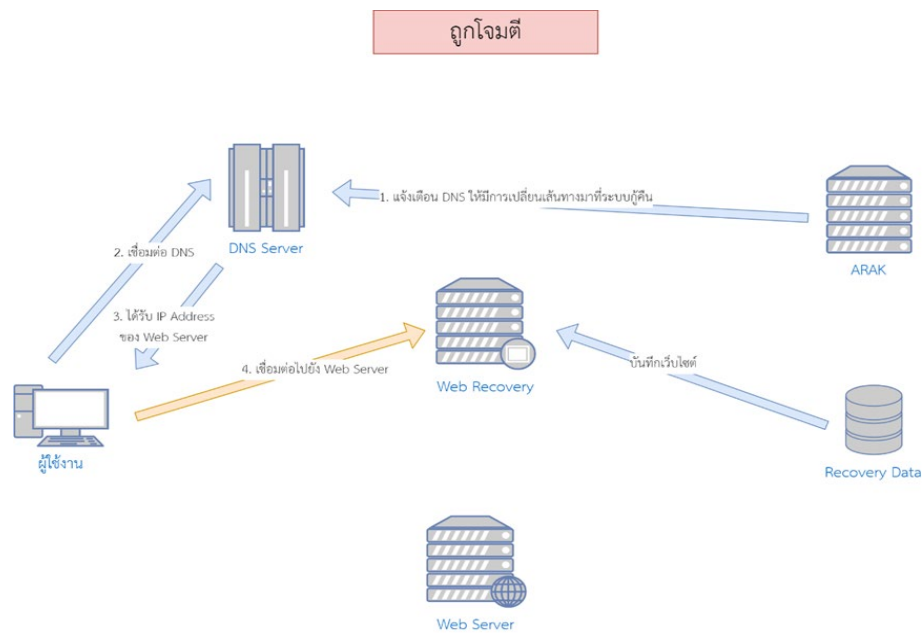 ถูกโจมตี
1. แจ้งเตือน DNS ให้มีการเปลี่ยนเส้นทางมาที่ระบบกู้คืน
DNS Server
2. เชื่อมต่อ DNS
ARAK
3. ได้รับ IP Address
ของ Web Server
4. เชื่อมต่อไปยัง Web Server
Web Recovery
บันทึกเว็บไซต์
ผู้ใช้งาน
Recovery Data
Web Server